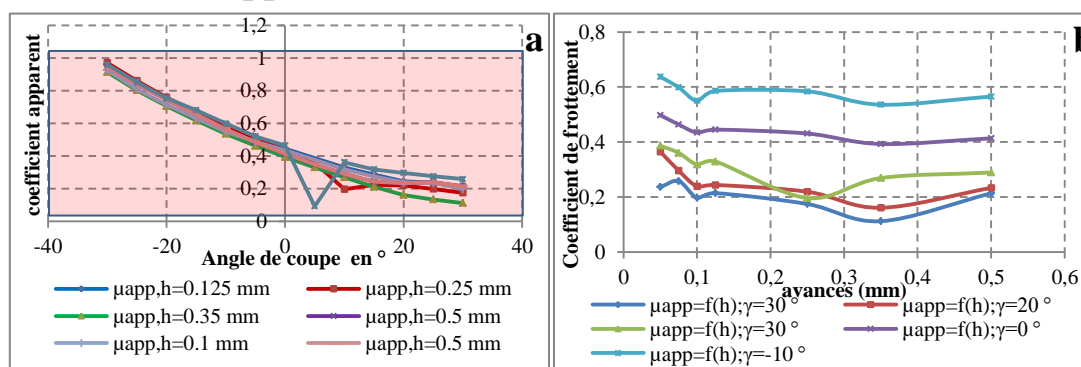 a
coefficient apparent
1,2
1
0,8
0,6
0,4
0,2
0
-40 -20 0 20 40
Angle de coupe en °
µapp,h=0.125 mm µapp,h=0.25 mm
µapp,h=0.35 mm µapp,h=0.5 mm
µapp,h=0.1 mm µapp,h=0.5 mm
b
Coefficient de frottement
0,8
0,6
0,4
0,2
0
0 0,1 0,2 0,3 0,4 0,5 0,6
avances (mm)
µapp=f(h);γ=30 ° µapp=f(h);γ=20 °
µapp=f(h);γ=30 ° µapp=f(h);γ=0 °
µapp=f(h);γ=-10 °